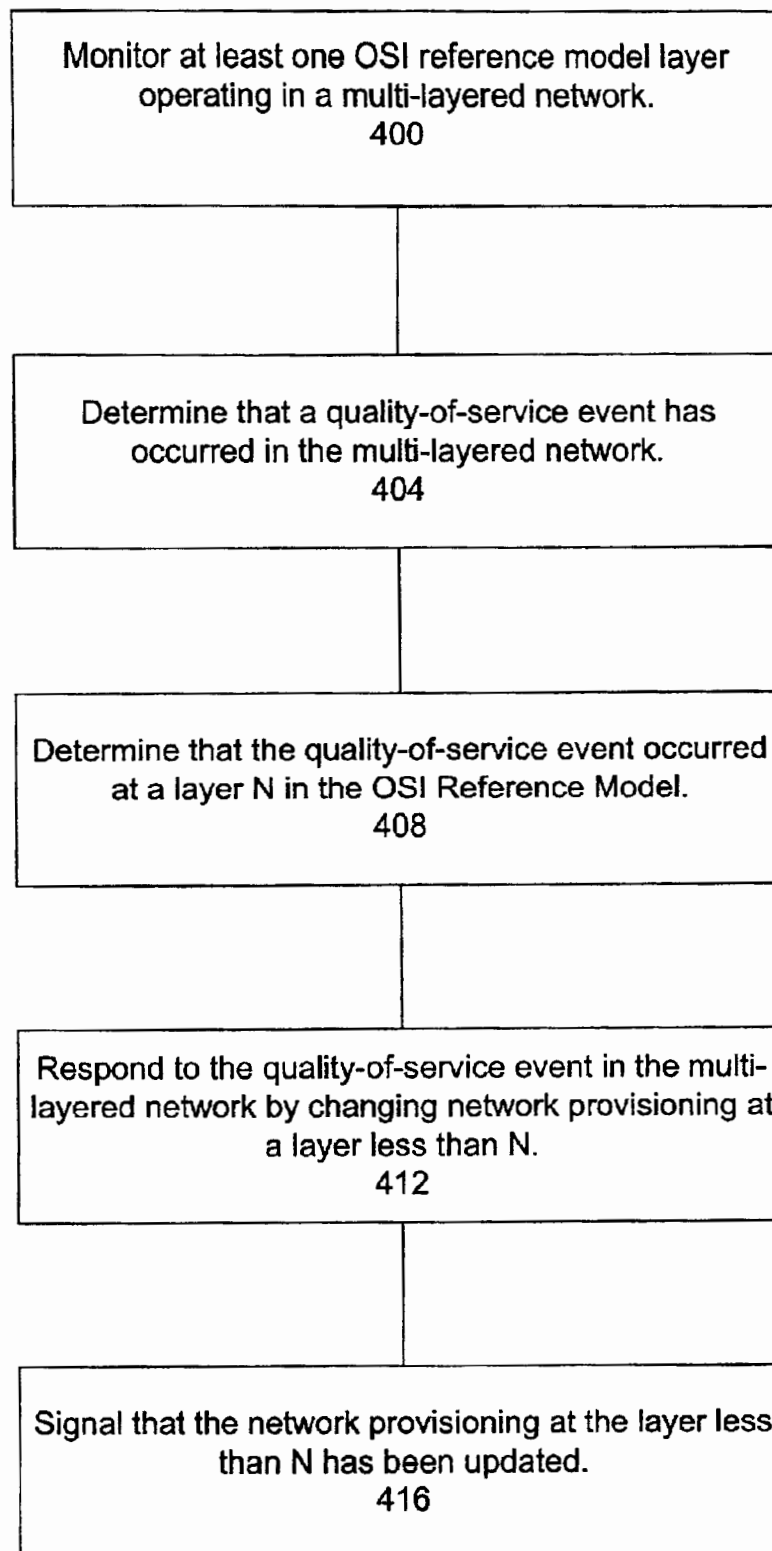 Monitor at least one OSI reference model layer
operating in a multi-layered network.
400
Determine that a quality-of-service event has
occurred in the multi-layered network.
404
Determine that the quality-of-service event occurred
at a layer N in the OSI Reference Model.
408
Respond to the quality-of-service event in the multi-
layered network by changing network provisioning at
a layer less than N.
412
Signal that the network provisioning at the layer less
than N has been updated.
416